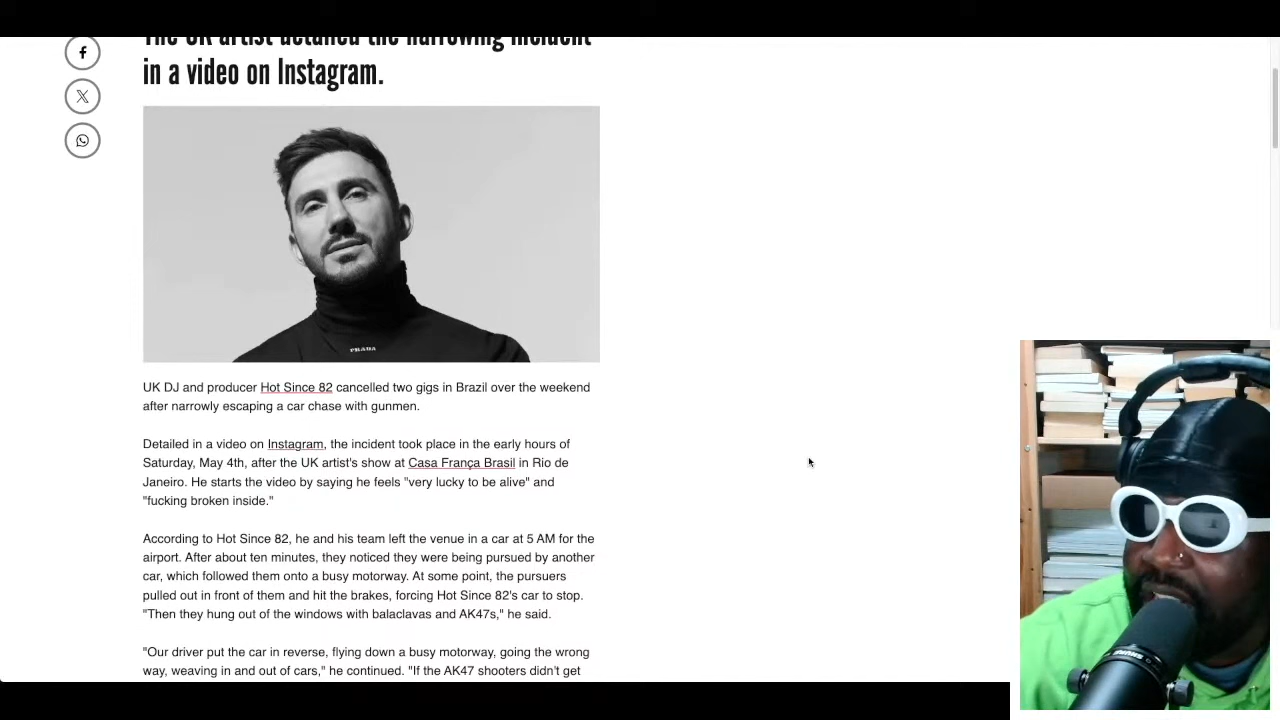 The UK artist detailed the harrowing incident
in a video on Instagram.
PRADA
UK DJ and producer Hot Since 82 cancelled two gigs in Brazil over the weekend
after narrowly escaping a car chase with gunmen.
Detailed in a video on Instagram, the incident took place in the early hours of
Saturday, May 4th, after the UK artist's show at Casa França Brasil in Rio de
Janeiro. He starts the video by saying he feels "very lucky to be alive" and
"fucking broken inside."
According to Hot Since 82, he and his team left the venue in a car at 5 AM for the
airport. After about ten minutes, they noticed they were being pursued by another
car, which followed them onto a busy motorway. At some point, the pursuers
pulled out in front of them and hit the brakes, forcing Hot Since 82's car to stop.
"Then they hung out of the windows with balaclavas and AK47s," he said.
"Our driver put the car in reverse, flying down a busy motorway, going the wrong
way, weaving in and out of cars," he continued. "If the AK47 shooters didn't get